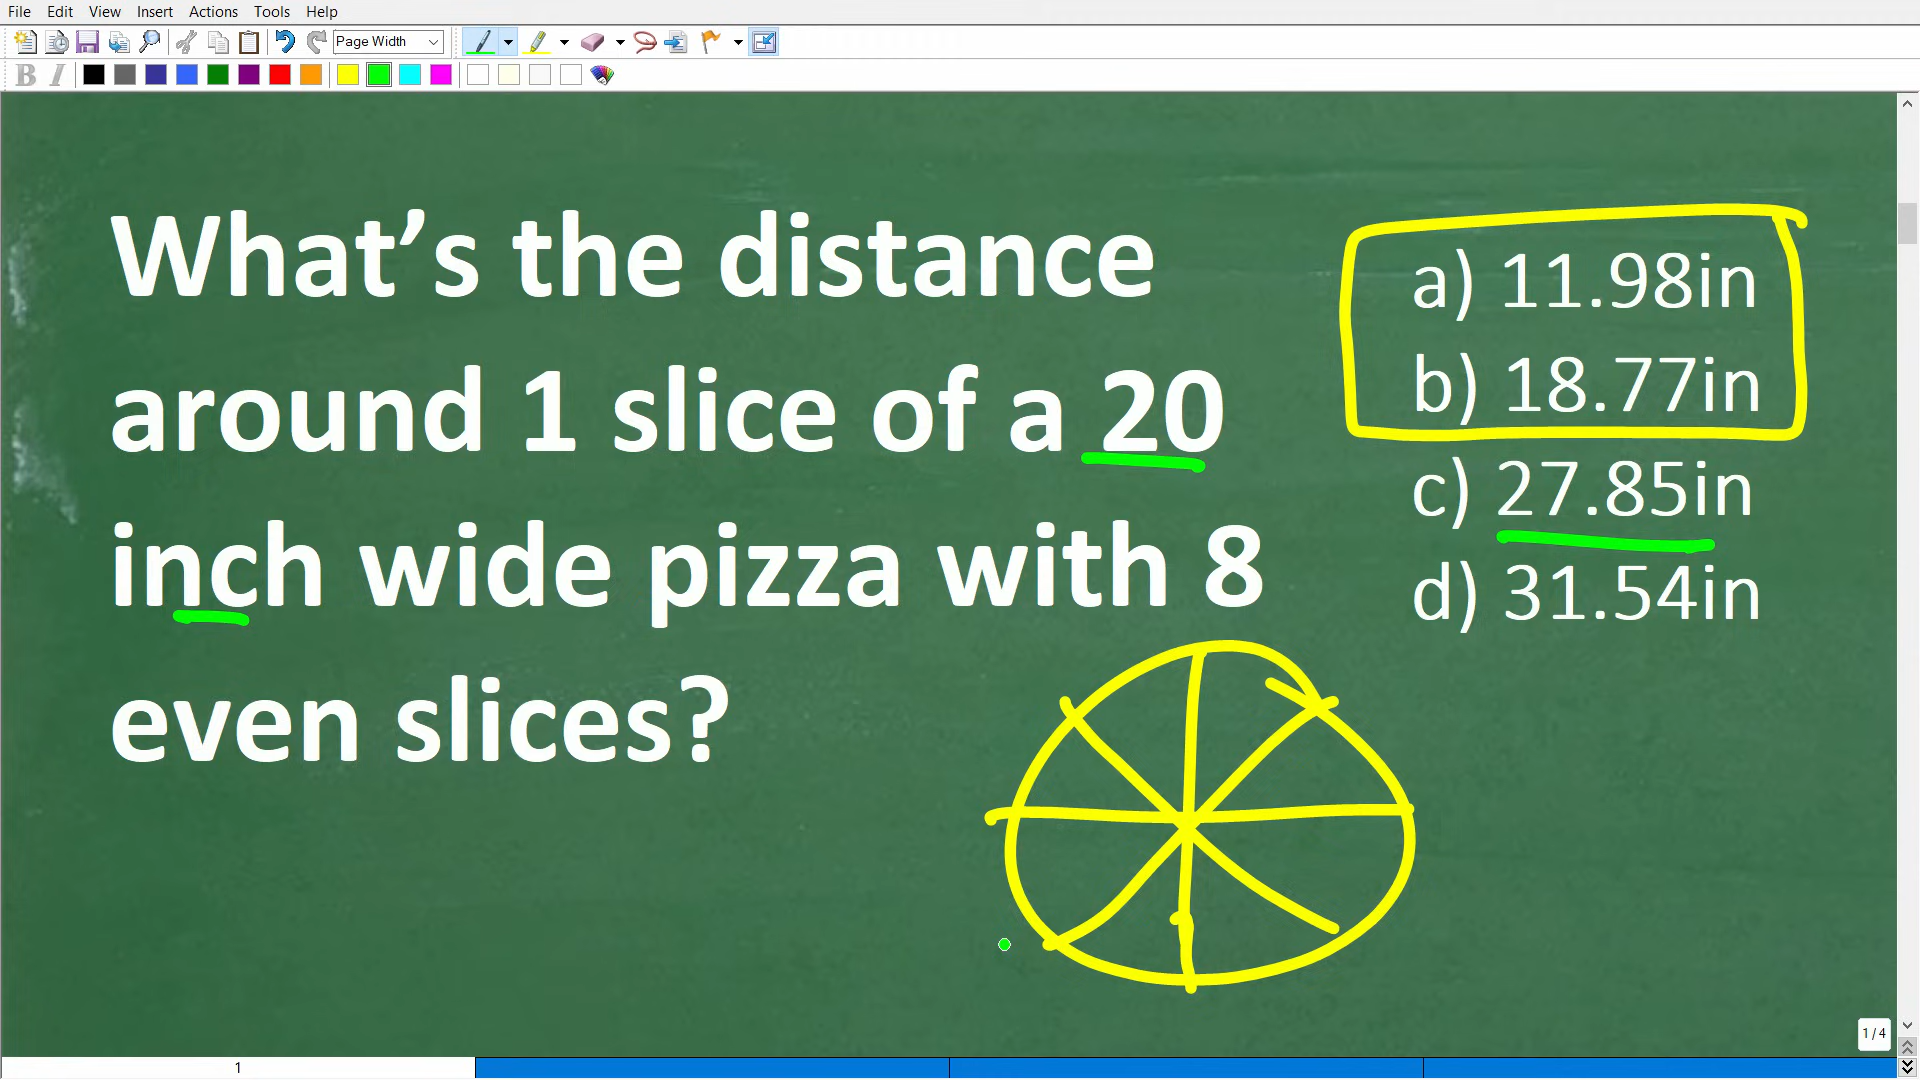 File Edit View Insert Actions Tools Help
Page Width
B I
What’s the distance
around 1 slice of a 20
inch wide pizza with 8
even slices?
a) 11.98in
b) 18.77in
c) 27.85in
d) 31.54in
1 / 4
1